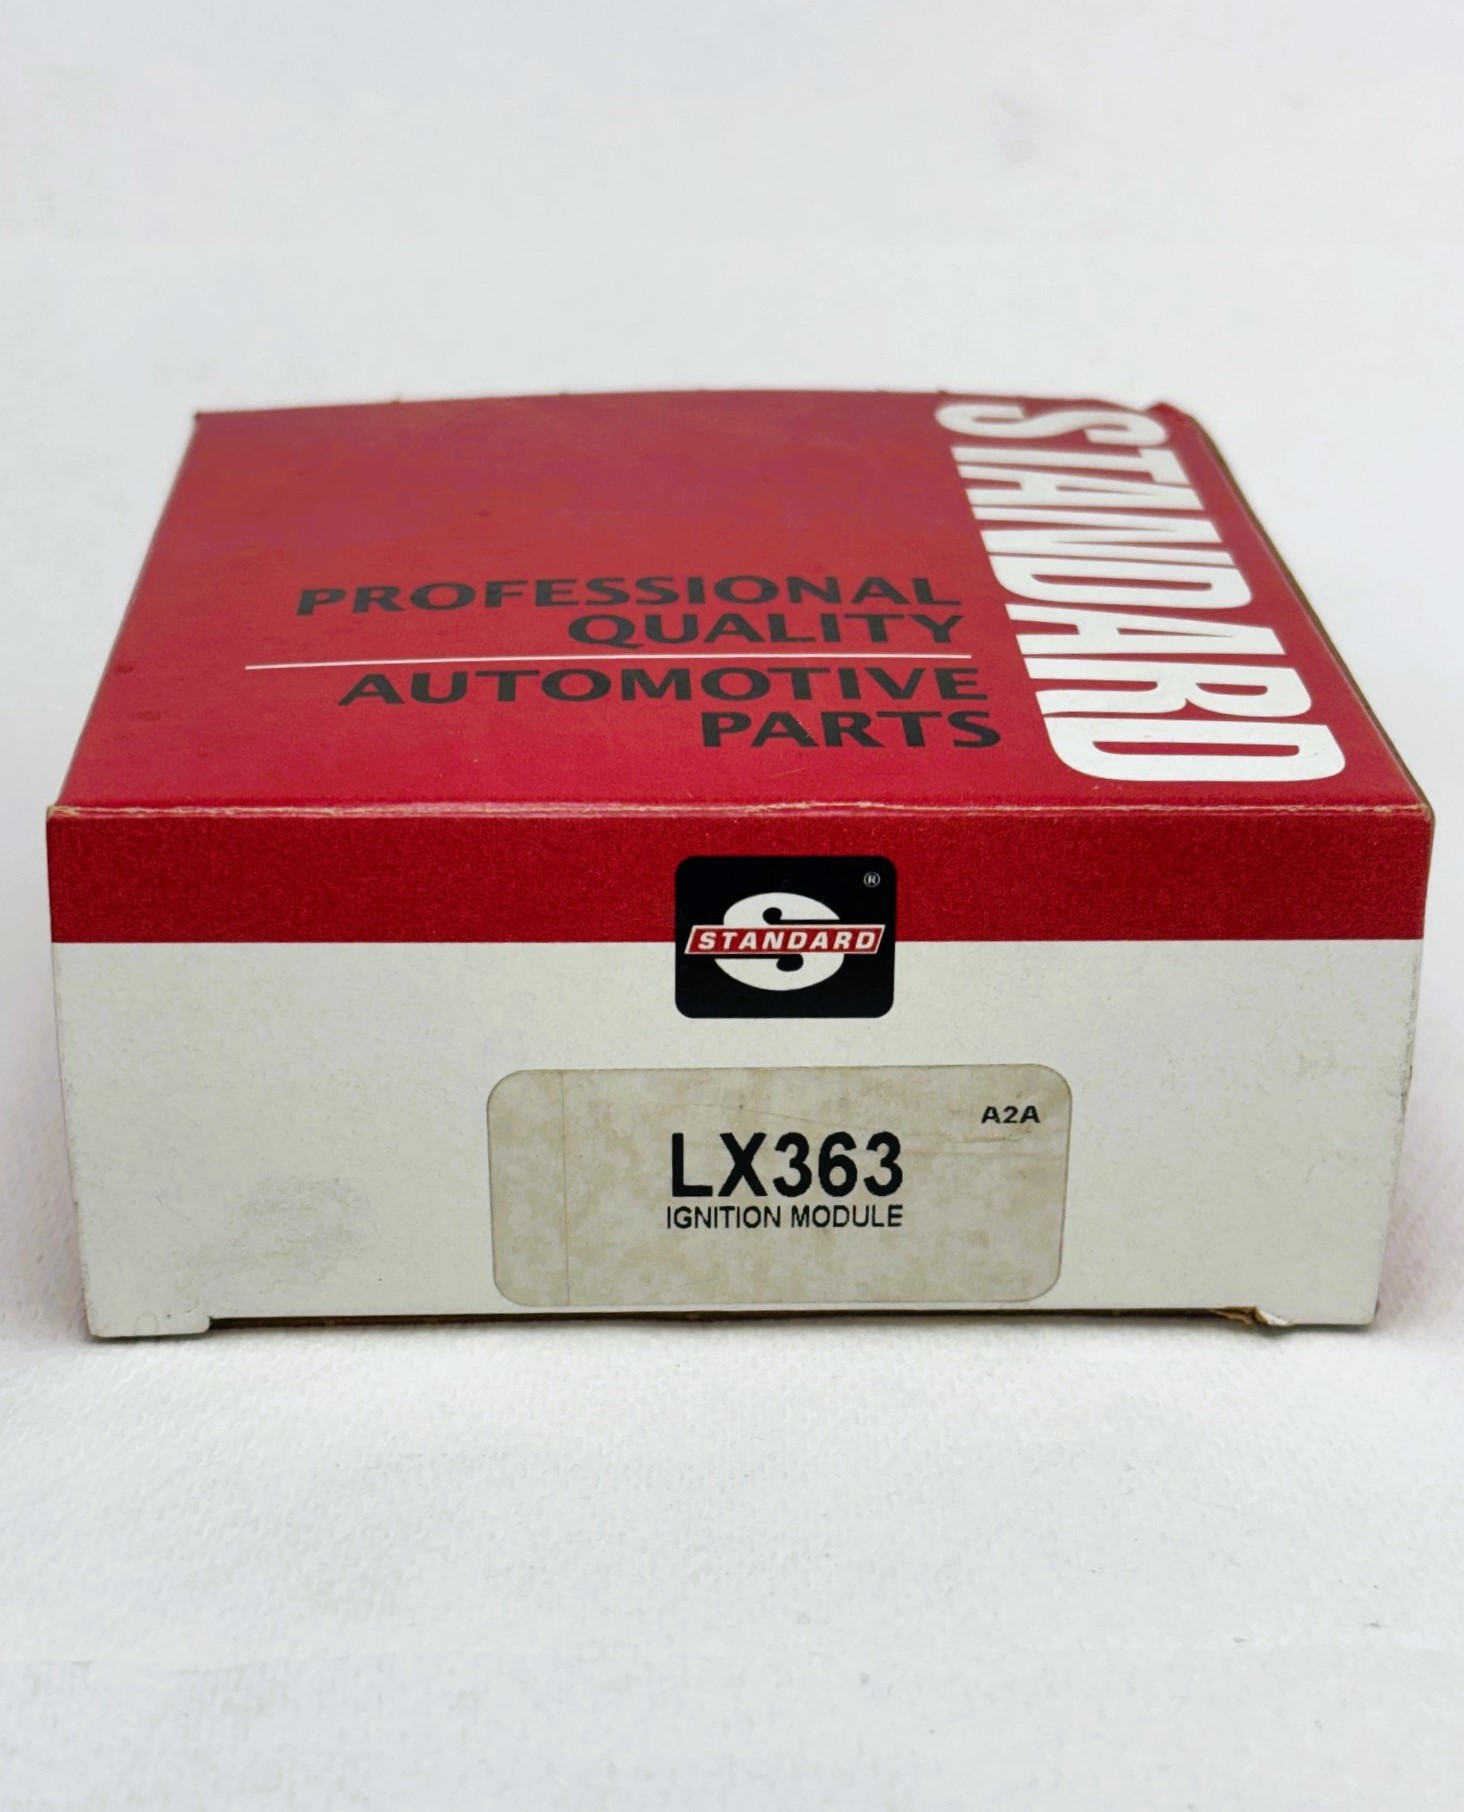 STANDARD
PROFESSIONAL
QUALITY
AUTOMOTIVE
PARTS
®
STANDARD
A2A
LX363
IGNITION MODULE